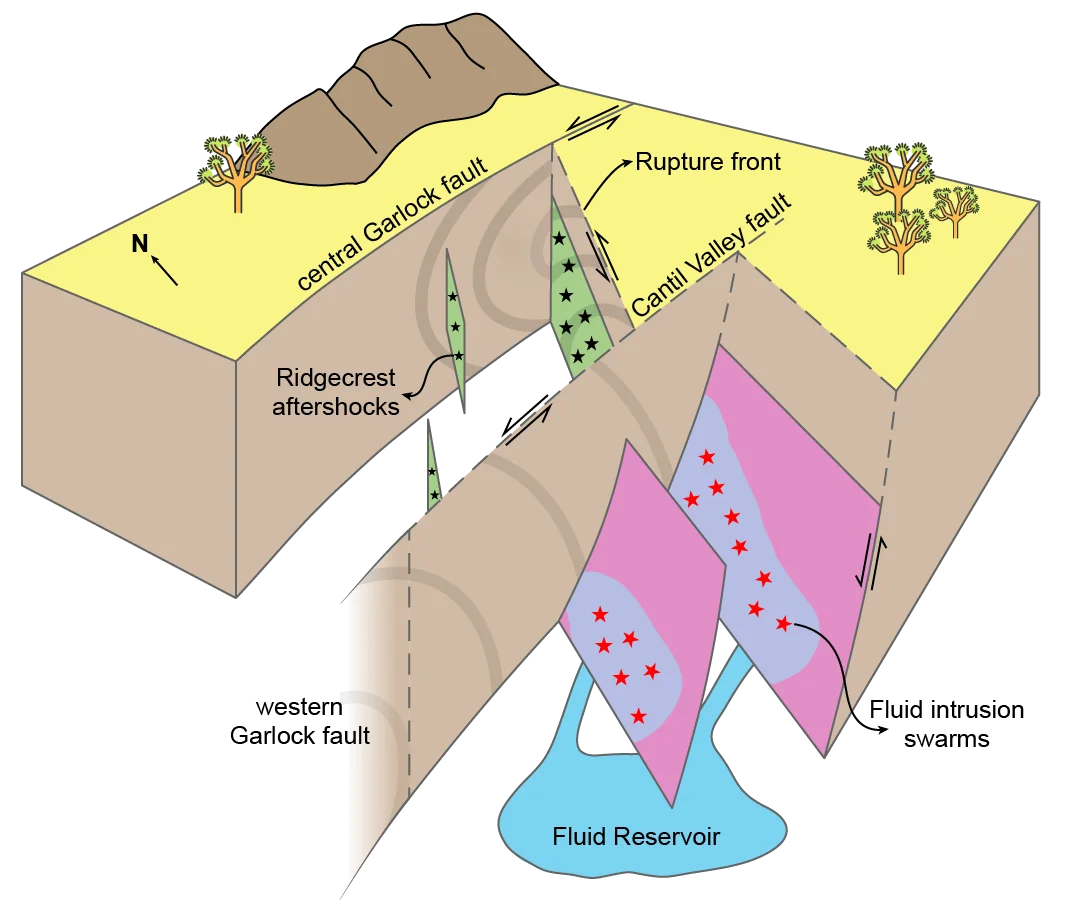 Rupture front
N
central Garlock fault
Cantil Valley fault
Ridgecrest
aftershocks
western
Garlock fault
Fluid intrusion
swarms
Fluid Reservoir